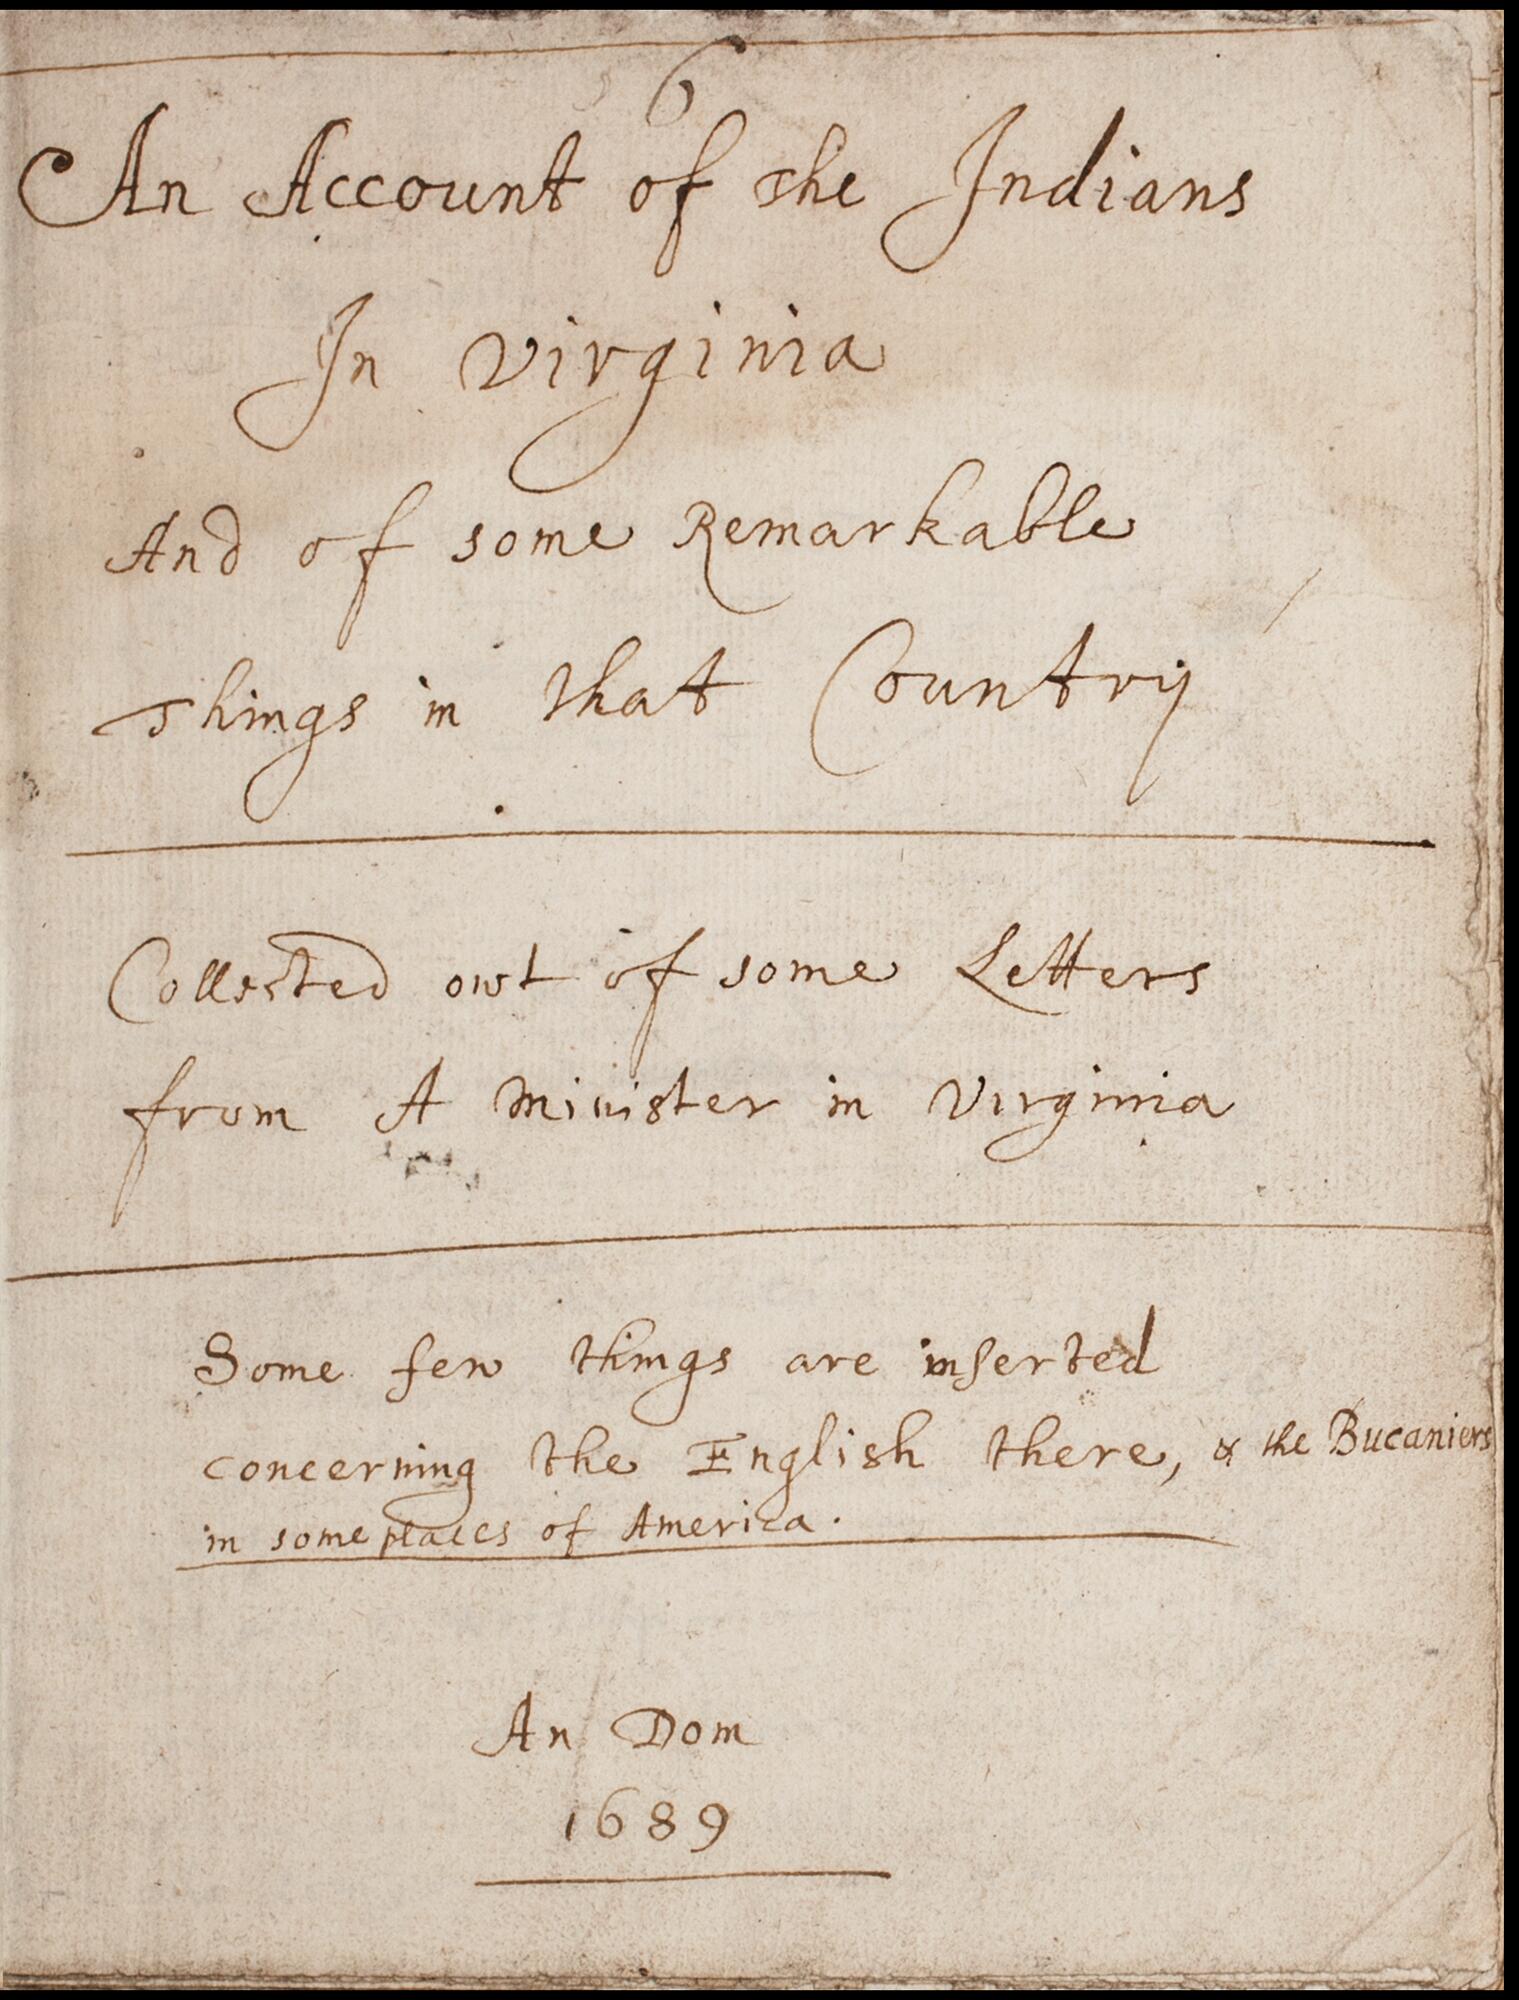 6
An Account of the Indians
In Virginia
And of some Remarkable
Things in that Country
Collected owt of some Letters
from A Minister in Virginia
Some few things are inserted
concerning the English there, & the Bucaniers
in some places of America.
An Dom
1689